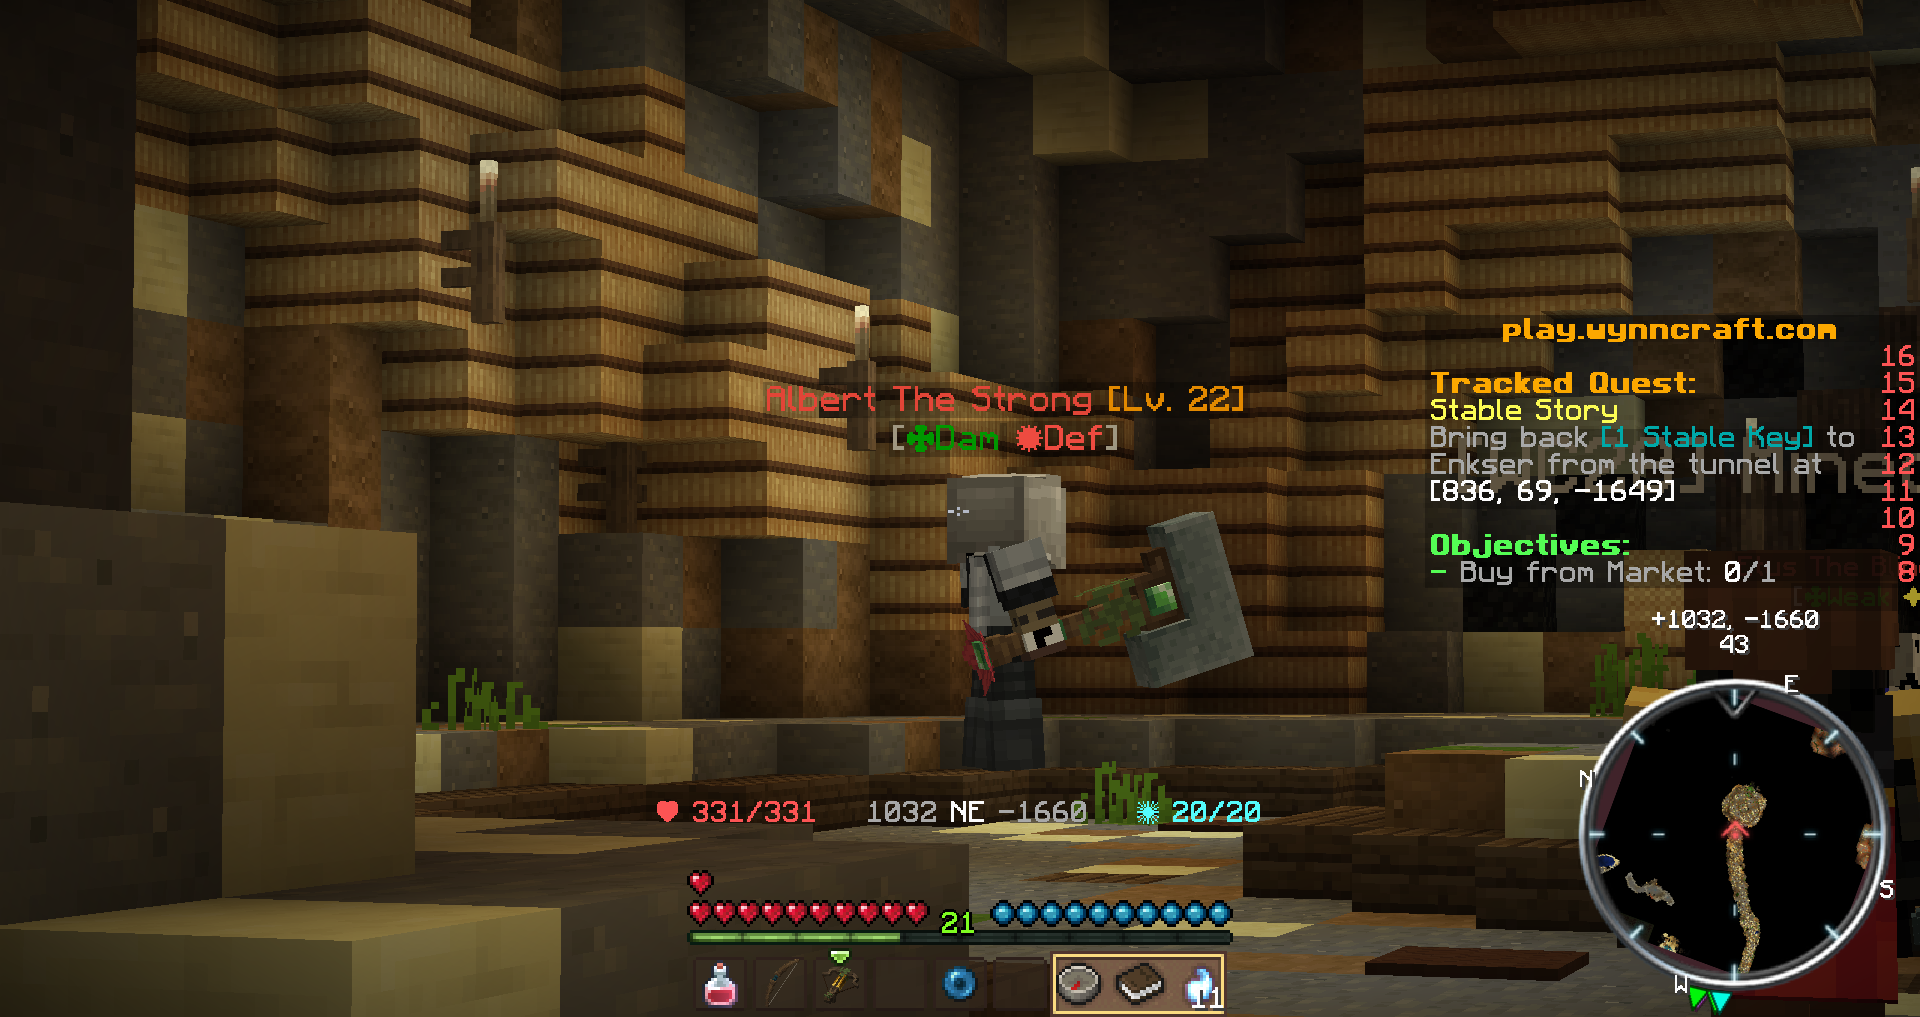 Albert The Strong [Lv. 22]
[✤Dam ✹Def]
play.wynncraft.com
16
Tracked Quest:
15
Stable Story
14
Bring back [1 Stable Key] to
13
Enkser from the tunnel at
12
[836, 69, -1649]
11
10
Objectives:
9
- Buy from Market: 0/1
8
Weak
+1032, -1660
43
E
N
S
W
331/331
1032 NE -1660
20/20
21
11